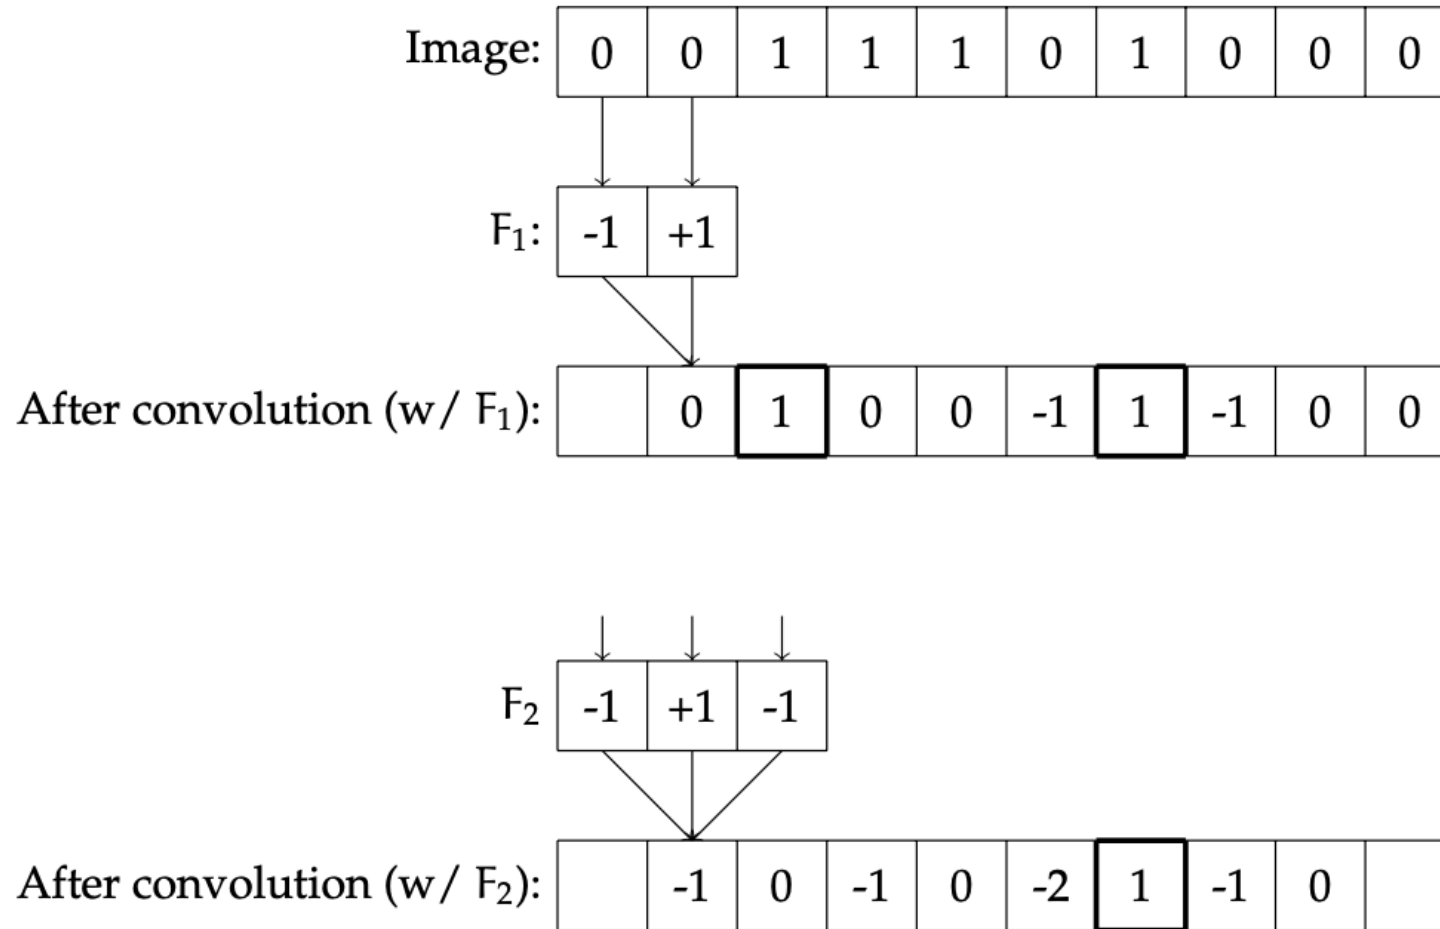 Image: 0 0 1 1 1 0 1 0 0 0
F₁: -1 +1
After convolution (w/ F₁): 0 1 0 0 -1 1 -1 0 0
F₂ -1 +1 -1
After convolution (w/ F₂): -1 0 -1 0 -2 1 -1 0